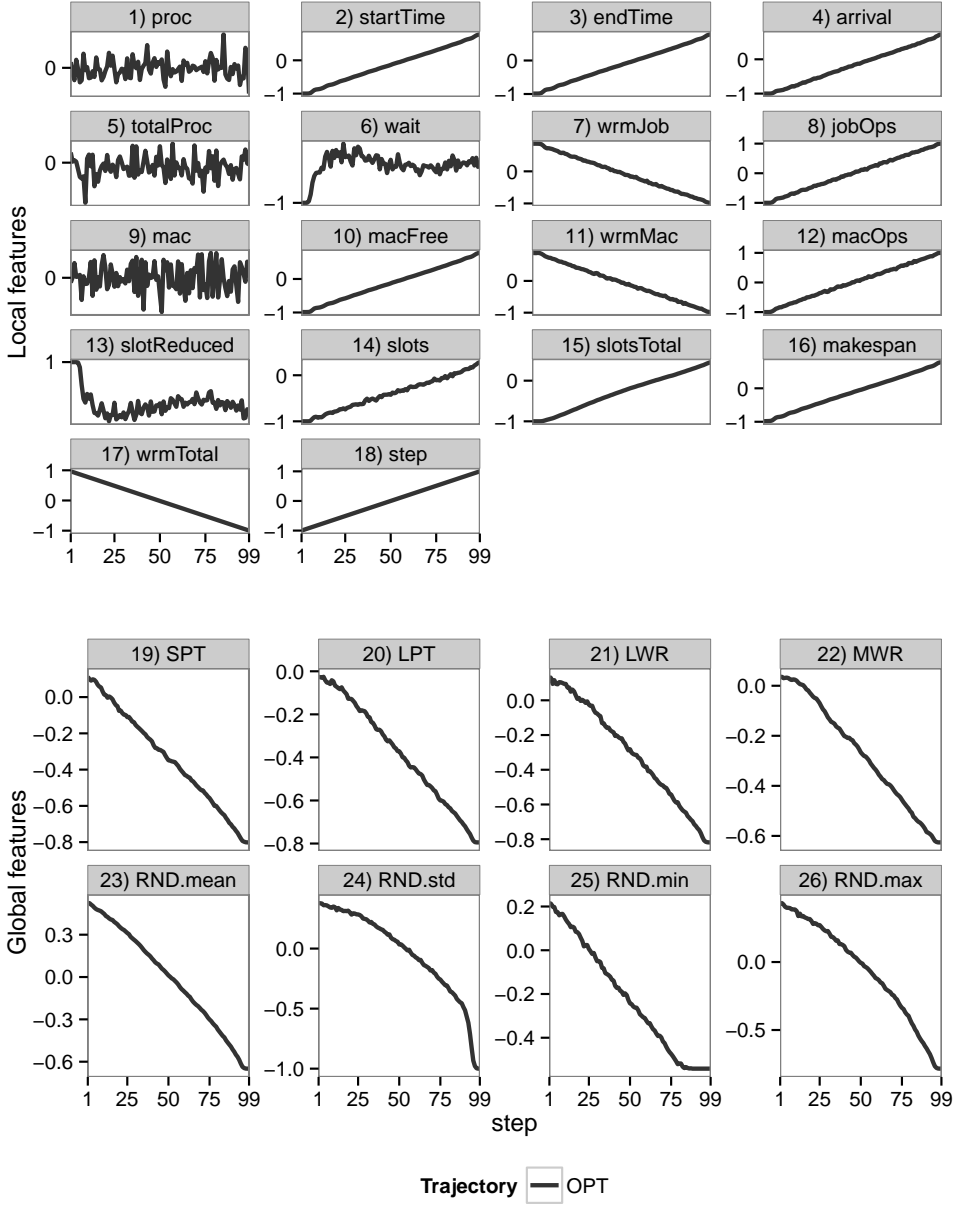 1) proc
2) startTime
3) endTime
4) arrival
0
0
−1
0
−1
0
−1
5) totalProc
6) wait
7) wrmJob
8) jobOps
0
−1
1
0
−1
1
0
−1
9) mac
10) macFree
11) wrmMac
12) macOps
0
0
−1
1
0
−1
1
0
−1
13) slotReduced
14) slots
15) slotsTotal
16) makespan
1
0
−1
0
−1
0
−1
17) wrmTotal
18) step
1
0
−1
1
0
−1
1 25 50 75 99
1 25 50 75 99
Local features
19) SPT
20) LPT
21) LWR
22) MWR
0.0
−0.2
−0.4
−0.6
−0.8
0.0
−0.2
−0.4
−0.6
−0.8
0.0
−0.2
−0.4
−0.6
−0.8
0.0
−0.2
−0.4
−0.6
23) RND.mean
24) RND.std
25) RND.min
26) RND.max
0.3
0.0
−0.3
−0.6
0.0
−0.5
−1.0
0.2
0.0
−0.2
−0.4
0.0
−0.5
1 25 50 75 99
1 25 50 75 99
1 25 50 75 99
1 25 50 75 99
Global features
step
Trajectory OPT